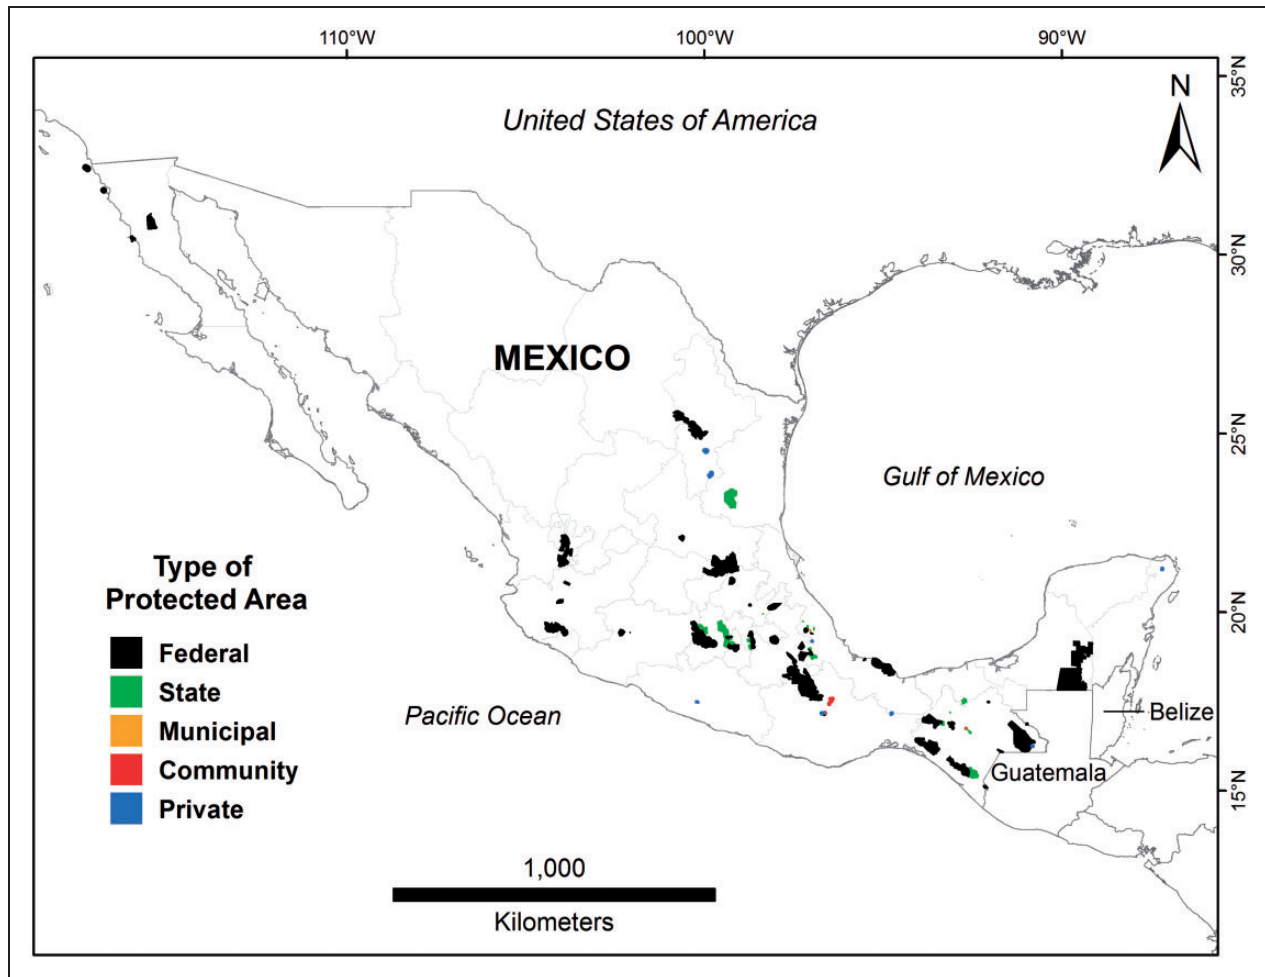 110°W 100°W 90°W
N
35°N
United States of America
30°N
MEXICO
25°N
Gulf of Mexico
Type of
Protected Area
20°N
Federal
State
Pacific Ocean
Belize
Municipal
Community
Guatemala
15°N
Private
1,000
Kilometers